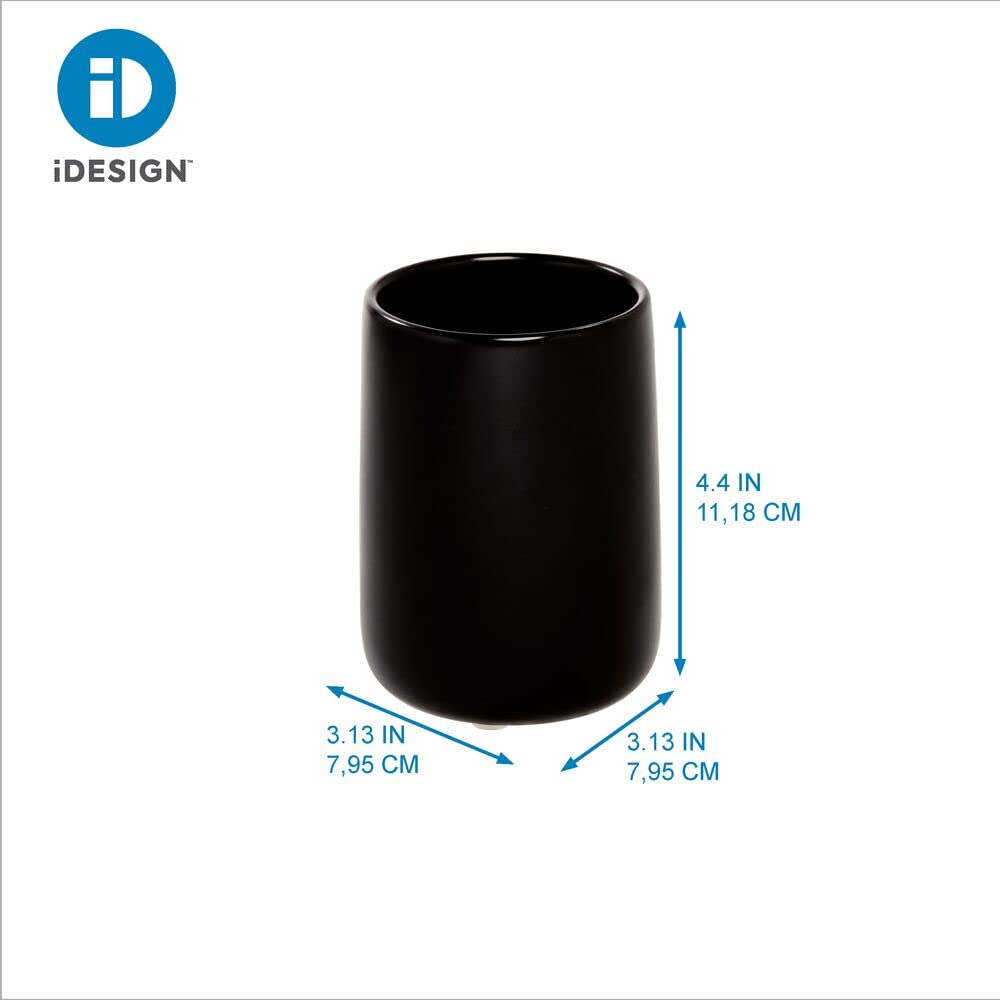 iD
iDESIGN™
4.4 IN
11,18 CM
3.13 IN
7,95 CM
3.13 IN
7,95 CM